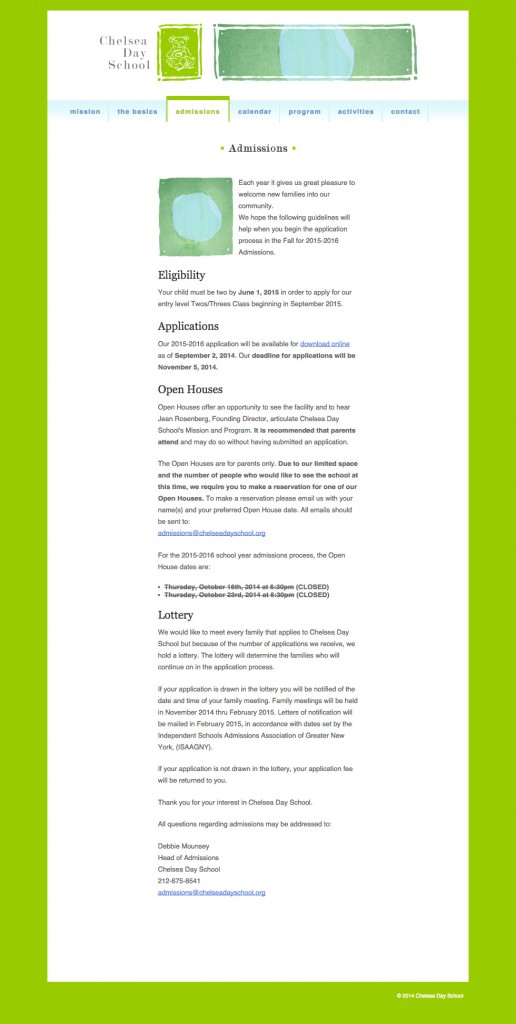 Chelsea
Day
School
mission
the basics
admissions
calendar
program
activities
contact
• Admissions •
Each year it gives us great pleasure to
welcome new families into our
community.
We hope the following guidelines will
help when you begin the application
process in the Fall for 2015-2016
Admissions.
Eligibility
Your child must be two by June 1, 2015 in order to apply for our
entry level Twos/Threes Class beginning in September 2015.
Applications
Our 2015-2016 application will be available for download online
as of September 2, 2014. Our deadline for applications will be
November 5, 2014.
Open Houses
Open Houses offer an opportunity to see the facility and to hear
Jean Rosenberg, Founding Director, articulate Chelsea Day
School's Mission and Program. It is recommended that parents
attend and may do so without having submitted an application.
The Open Houses are for parents only. Due to our limited space
and the number of people who would like to see the school at
this time, we require you to make a reservation for one of our
Open Houses. To make a reservation please email us with your
name(s) and your preferred Open House date. All emails should
be sent to:
admissions@chelseadayschool.org
For the 2015-2016 school year admissions process, the Open
House dates are:
• Thursday, October 16th, 2014 at 6:30pm (CLOSED)
• Thursday, October 23rd, 2014 at 6:30pm (CLOSED)
Lottery
We would like to meet every family that applies to Chelsea Day
School but because of the number of applications we receive, we
hold a lottery. The lottery will determine the families who will
continue on in the application process.
If your application is drawn in the lottery you will be notified of the
date and time of your family meeting. Family meetings will be held
in November 2014 thru February 2015. Letters of notification will
be mailed in February 2015, in accordance with dates set by the
Independent Schools Admissions Association of Greater New
York, (ISAAGNY).
If your application is not drawn in the lottery, your application fee
will be returned to you.
Thank you for your interest in Chelsea Day School.
All questions regarding admissions may be addressed to:
Debbie Mounsey
Head of Admissions
Chelsea Day School
212-675-8541
admissions@chelseadayschool.org
© 2014 Chelsea Day School